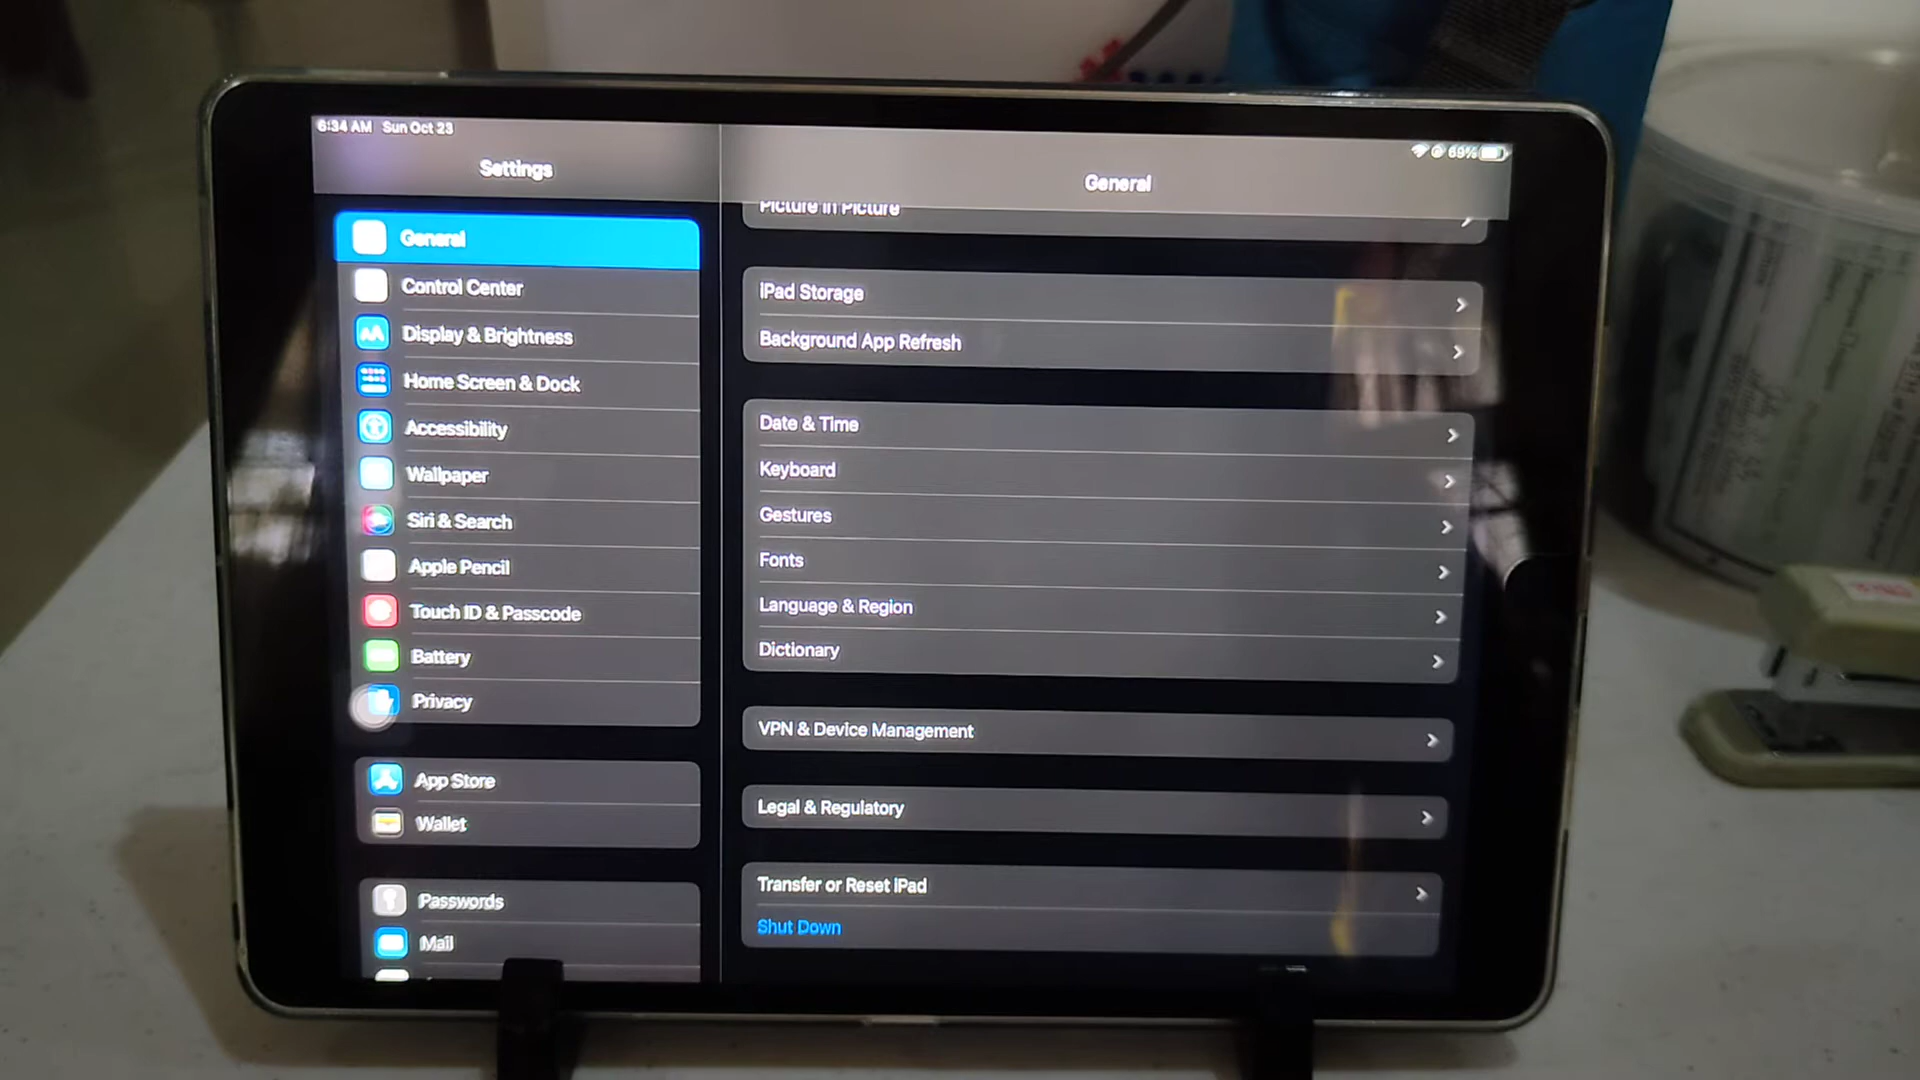 6:34 AM Sun Oct 23
69%
Settings
General
General
Control Center
Display & Brightness
Home Screen & Dock
Accessibility
Wallpaper
Siri & Search
Apple Pencil
Touch ID & Passcode
Battery
Privacy
App Store
Wallet
Passwords
Mail
Picture in Picture
iPad Storage
Background App Refresh
Date & Time
Keyboard
Gestures
Fonts
Language & Region
Dictionary
VPN & Device Management
Legal & Regulatory
Transfer or Reset iPad
Shut Down